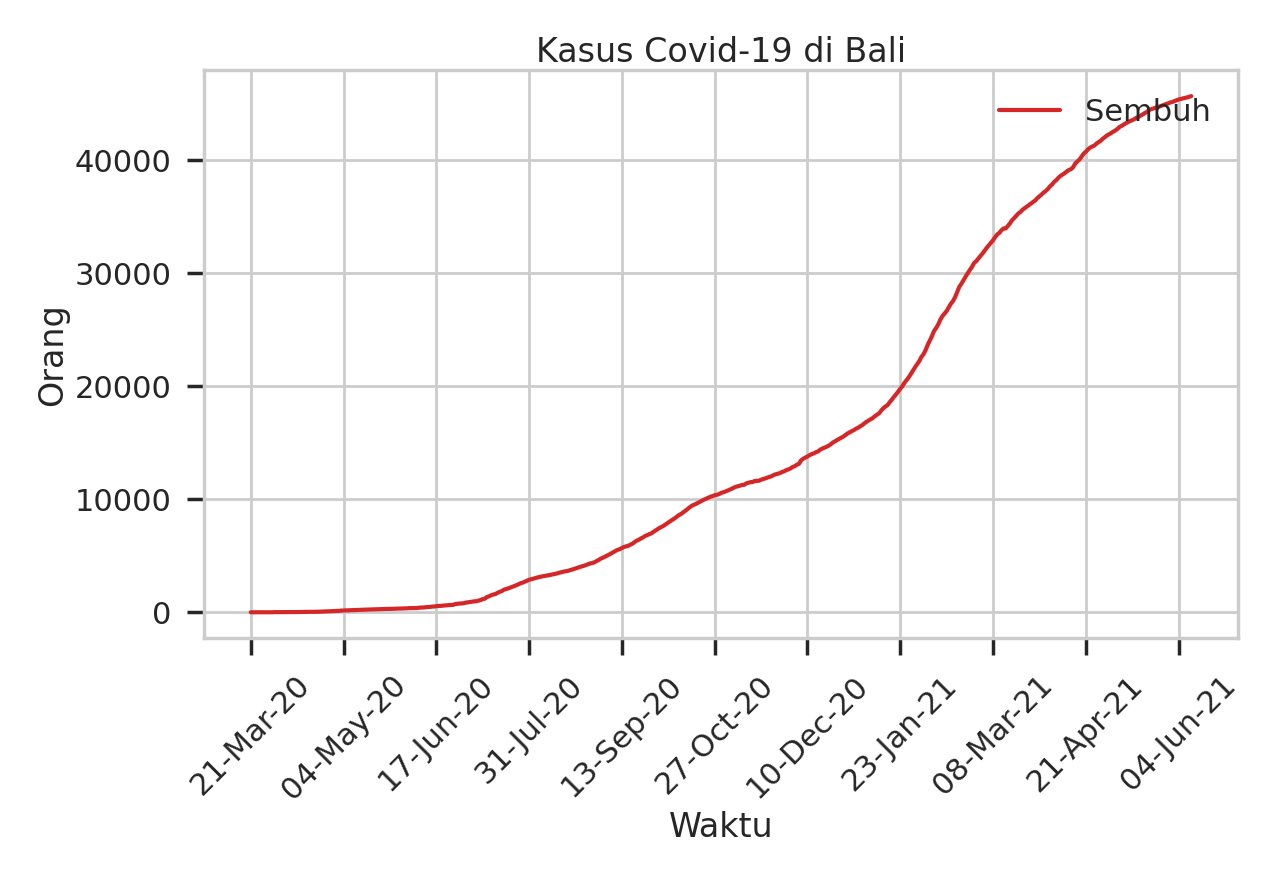 Kasus Covid-19 di Bali
Sembuh
Orang
40000
30000
20000
10000
0
21-Mar-20
04-May-20
17-Jun-20
31-Jul-20
13-Sep-20
27-Oct-20
10-Dec-20
23-Jan-21
08-Mar-21
21-Apr-21
04-Jun-21
Waktu